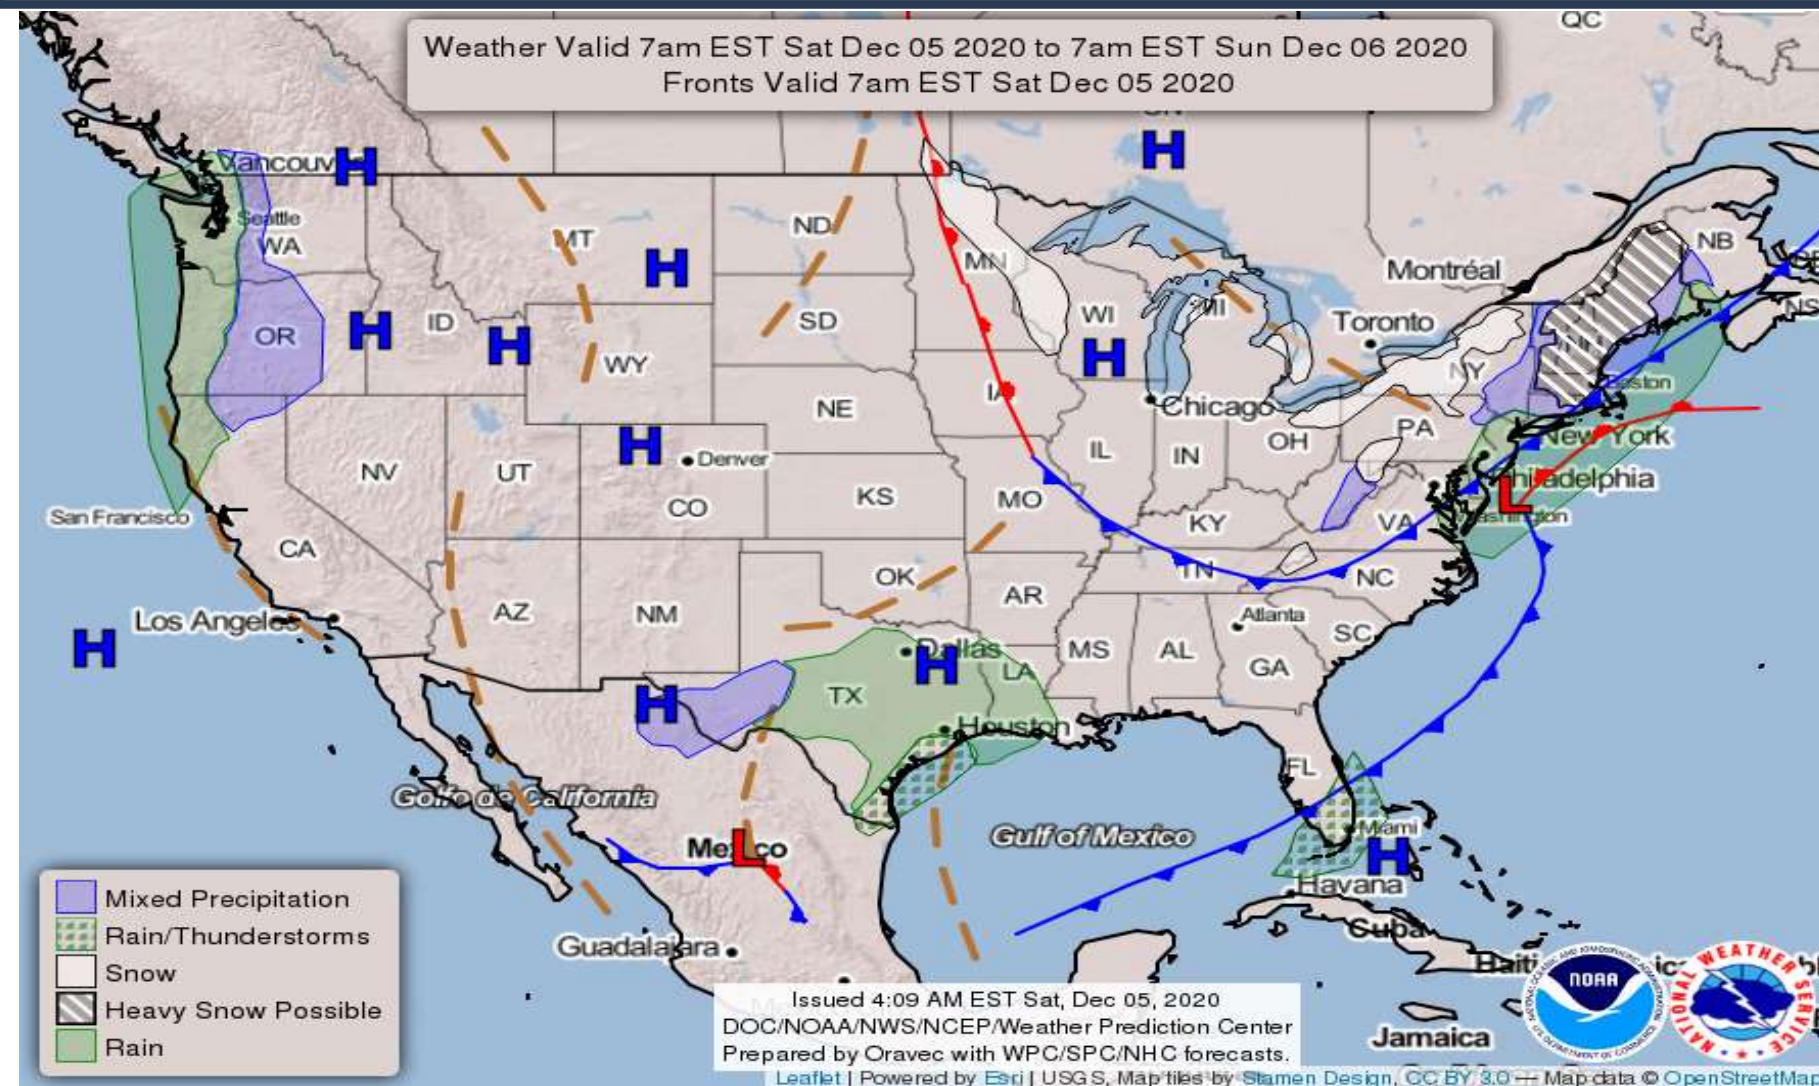 Weather Valid 7am EST Sat Dec 05 2020 to 7am EST Sun Dec 06 2020
Fronts Valid 7am EST Sat Dec 05 2020
QC
H
H
NB
Seattle
WA
MT
ND
MN
Montréal
NS
H
OR
H
ID
H
WY
SD
WI
H
MI
Toronto
NY
Boston
NE
IA
Chicago
PA
New York
NV
UT
H
Denver
CO
KS
MO
IL
IN
OH
Philadelphia
L
San Francisco
CA
KY
VA
AZ
NM
OK
AR
TN
NC
H
Los Angeles
Dallas
H
MS
AL
Atlanta
GA
SC
H
TX
LA
Houston
FL
Golfo de California
Gulf of Mexico
Miami
H
Mexico
L
Havana
Cuba
Guadalajara
Haiti
Jamaica
Mixed Precipitation
Rain/Thunderstorms
Snow
Heavy Snow Possible
Rain
Issued 4:09 AM EST Sat, Dec 05, 2020
DOC/NOAA/NWS/NCEP/Weather Prediction Center
Prepared by Oravec with WPC/SPC/NHC forecasts.
NOAA
NATIONAL WEATHER SERVICE
Leaflet | Powered by Esri | USGS, Map tiles by Stamen Design, CC BY 3.0 — Map data © OpenStreetMap